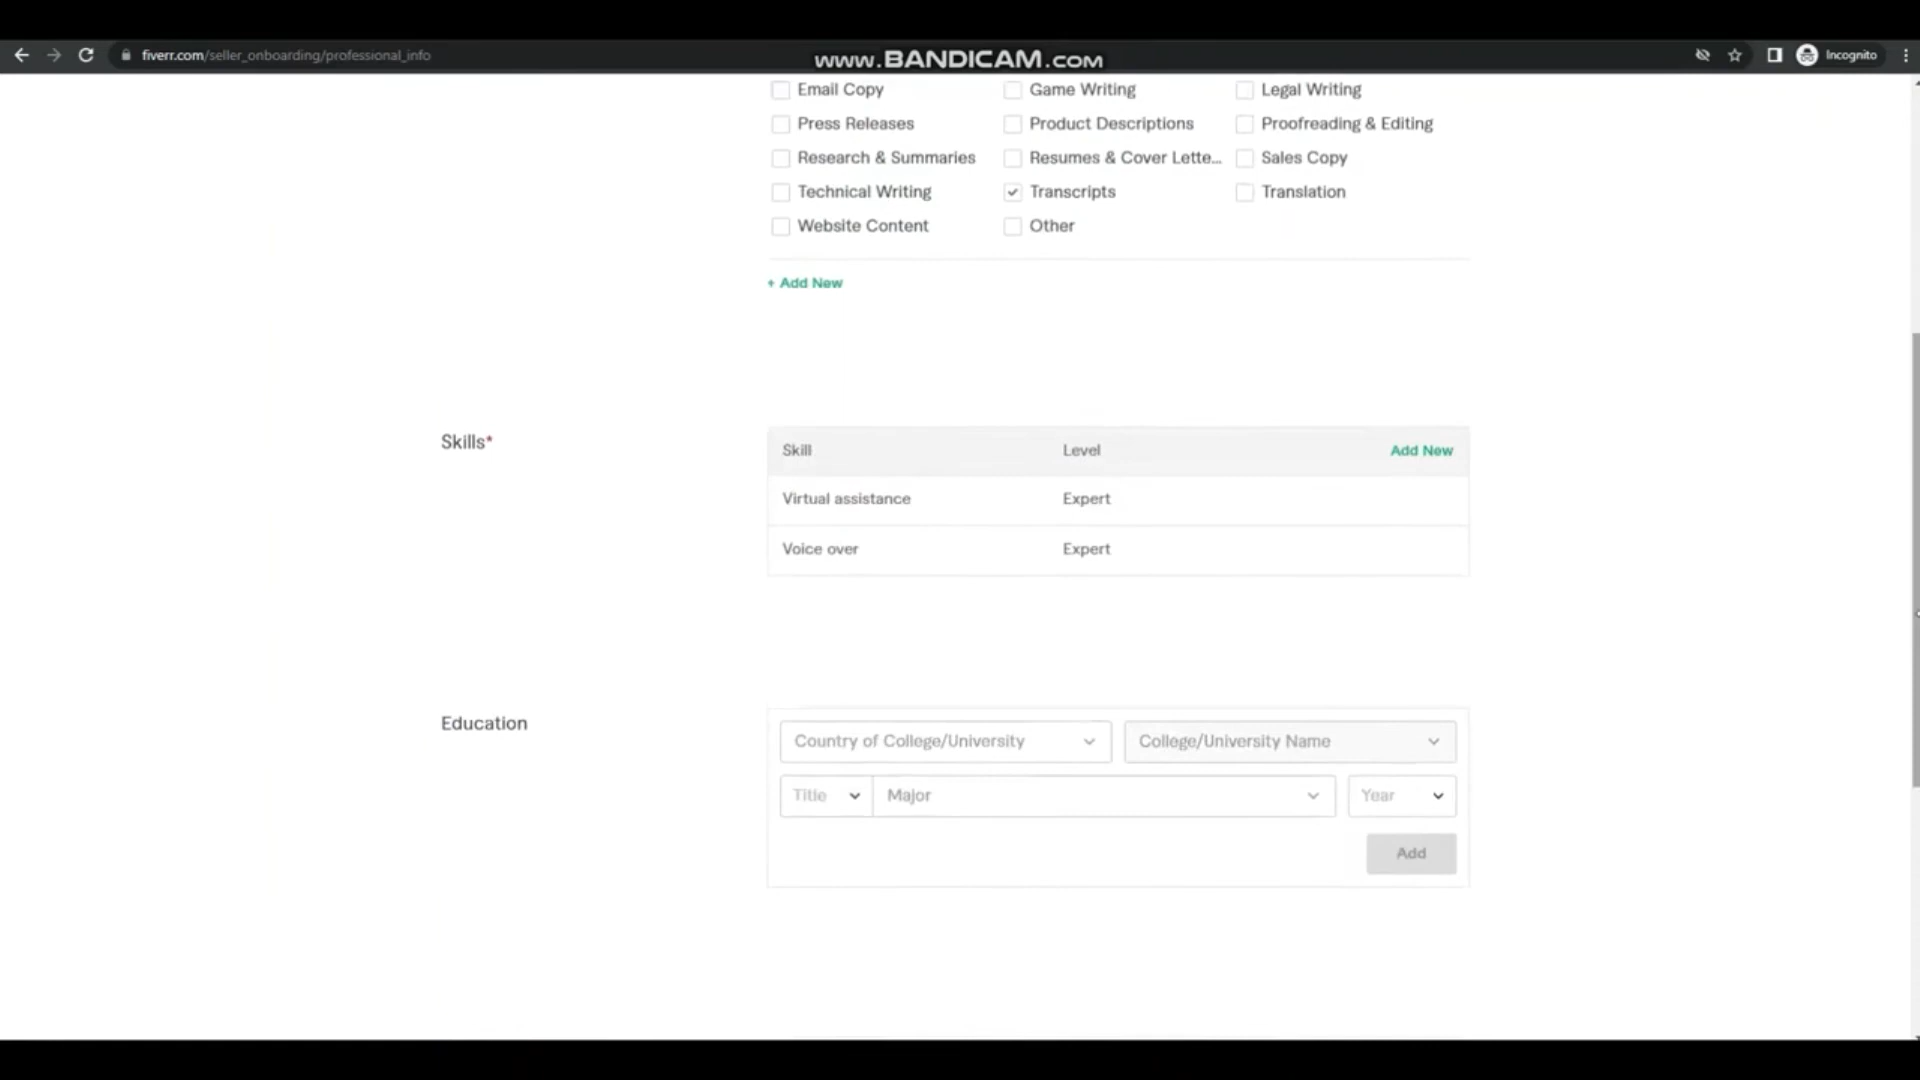 fiverr.com/seller_onboarding/professional_info
www.BANDICAM.com
Incognito
Email Copy Game Writing Legal Writing
Press Releases Product Descriptions Proofreading & Editing
Research & Summaries Resumes & Cover Lette... Sales Copy
Technical Writing Transcripts Translation
Website Content Other
+ Add New
Skills*
Skill Level Add New
Virtual assistance Expert
Voice over Expert
Education
Country of College/University College/University Name
Title Major Year
Add